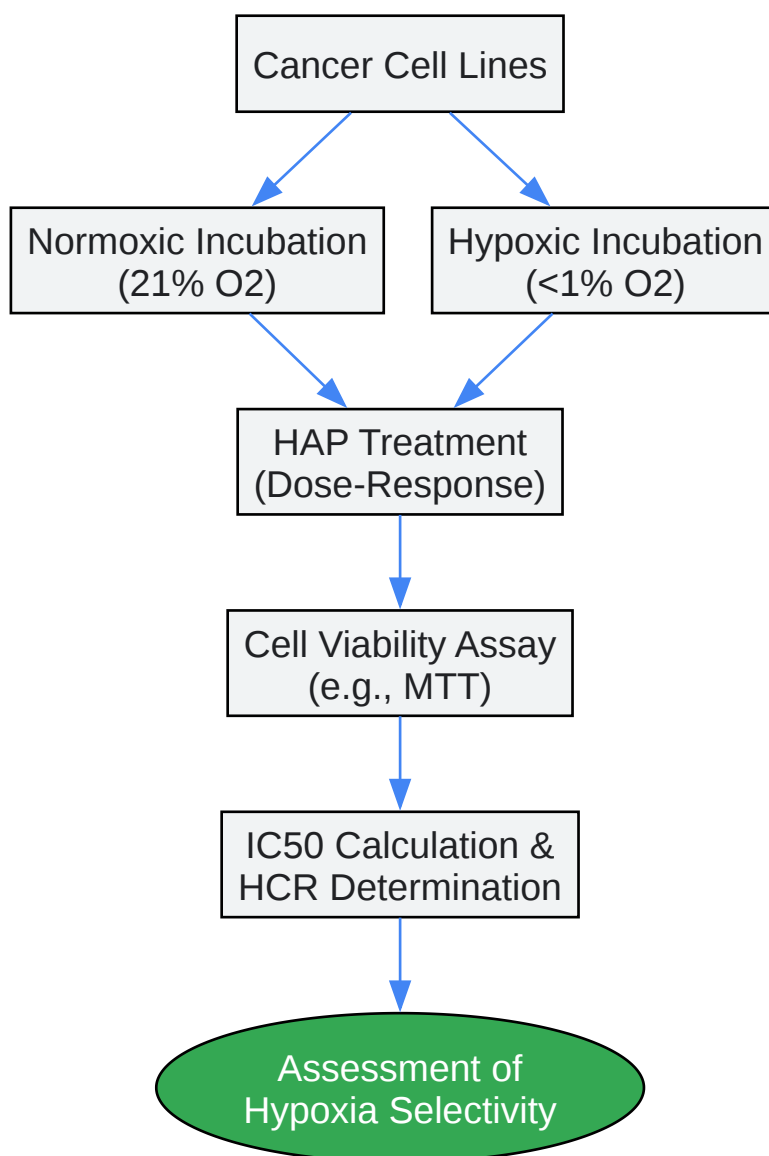 Cancer Cell Lines
Normoxic Incubation
(21% O2)
Hypoxic Incubation
(<1% O2)
HAP Treatment
(Dose-Response)
Cell Viability Assay
(e.g., MTT)
IC50 Calculation &
HCR Determination
Assessment of
Hypoxia Selectivity